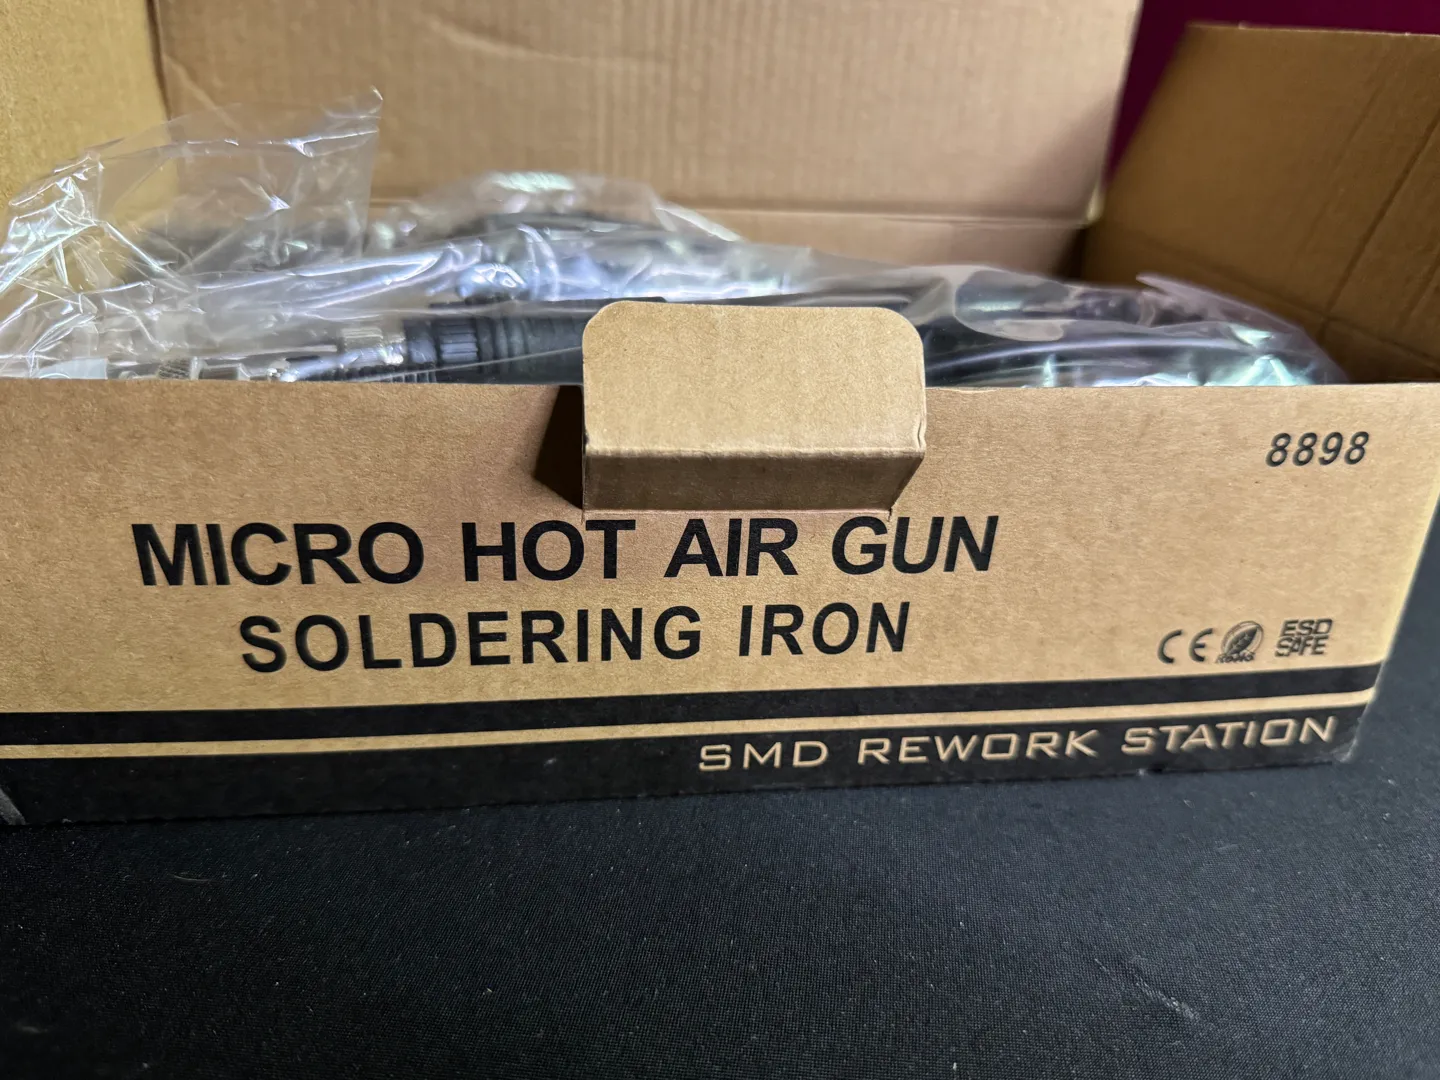 8898
MICRO HOT AIR GUN
SOLDERING IRON
CE
ESD
SAFE
SMD REWORK STATION